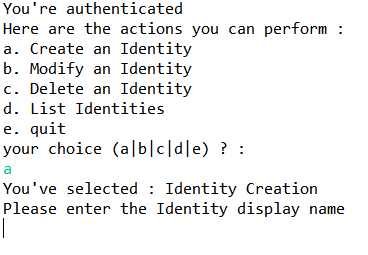 You're authenticated
Here are the actions you can perform :
a. Create an Identity
b. Modify an Identity
c. Delete an Identity
d. List Identities
e. quit
your choice (a|b|c|d|e) ? :
a
You've selected : Identity Creation
Please enter the Identity display name